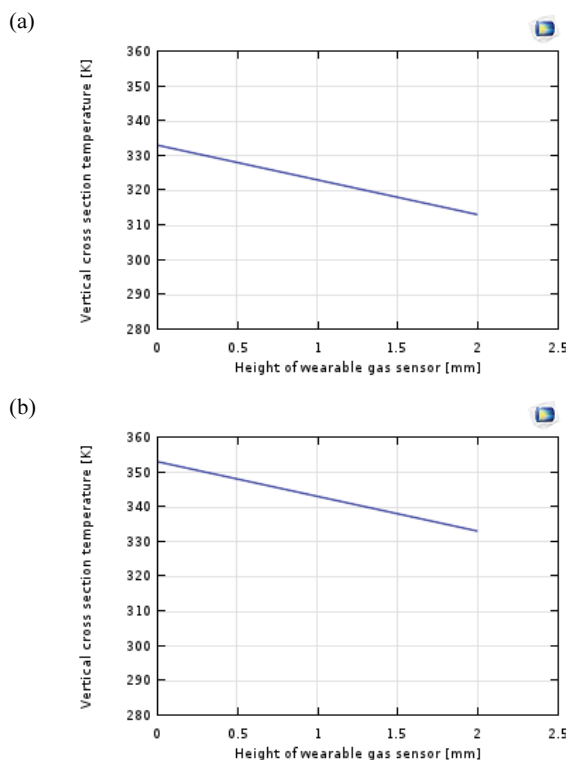 (a)
360
350
340
330
320
310
300
290
280
Vertical cross section temperature [K]
0 0.5 1 1.5 2 2.5
Height of wearable gas sensor [mm]
(b)
360
350
340
330
320
310
300
290
280
Vertical cross section temperature [K]
0 0.5 1 1.5 2 2.5
Height of wearable gas sensor [mm]